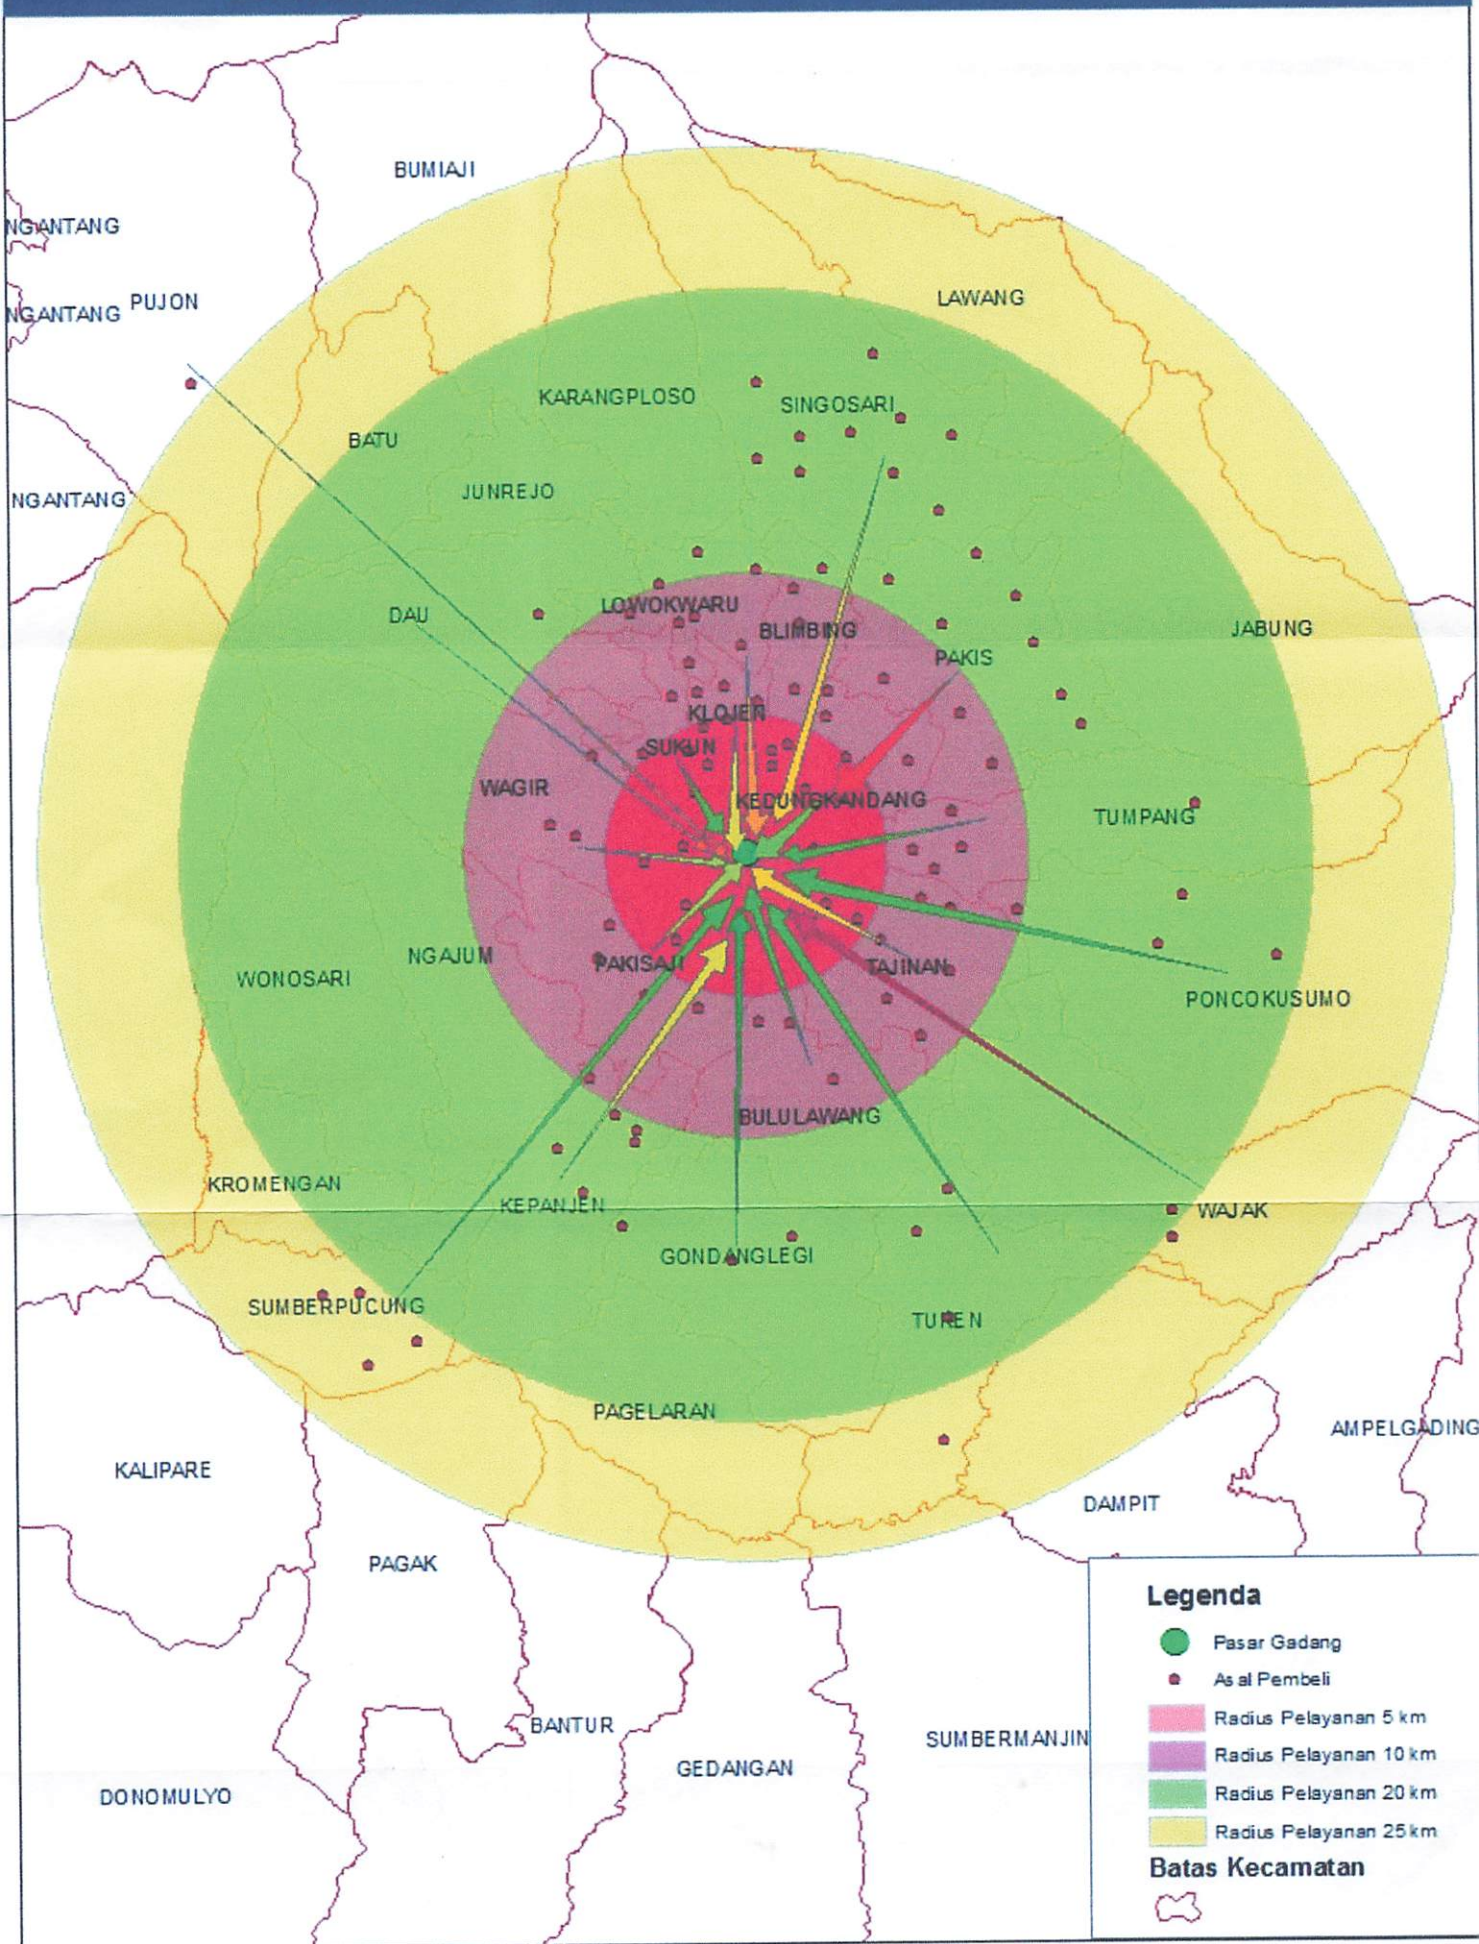 BUMIAJI
NGANTANG
LAWANG
PUJON
NGANTANG
KARANGPLOSO
SINGOSARI
BATU
JUNREJO
NGANTANG
LOWOKWARU
DAU
BLIMBING
JABUNG
PAKIS
KLOJEN
SUKUN
WAGIR
KEDUNGKANDANG
TUMPANG
NGAJUM
PAKISAJI
TAJINAN
WONOSARI
PONCOKUSUMO
BULULAWANG
KROMENGAN
KEPANJEN
WAJAK
GONDANGLEGI
SUMBERPUCUNG
TUREN
PAGELARAN
AMPELGADING
KALIPARE
DAMPIT
PAGAK
BANTUR
SUMBERMANJIN
GEDANGAN
DONOMULYO
Legenda
Pasar Gadang
Asal Pembeli
Radius Pelayanan 5 km
Radius Pelayanan 10 km
Radius Pelayanan 20 km
Radius Pelayanan 25 km
Batas Kecamatan